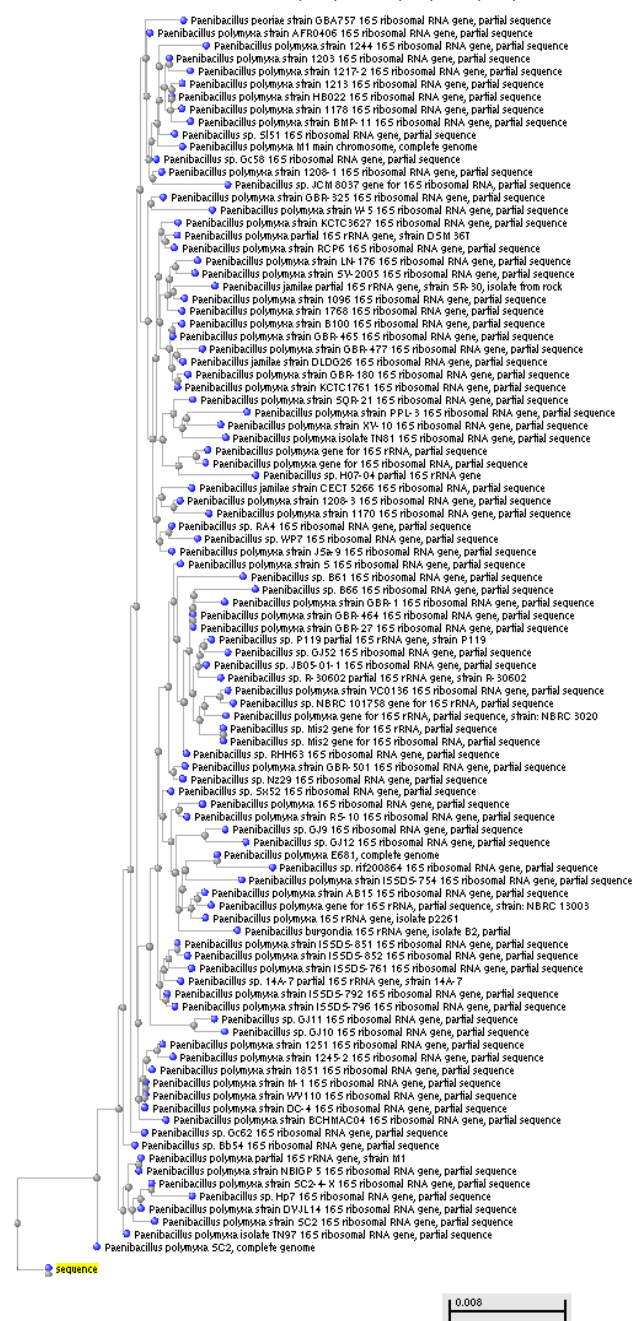 Paenibacillus peoriae strain GBA757 16S ribosomal RNA gene, partial sequence
Paenibacillus polymyxa strain AFR0406 16S ribosomal RNA gene, partial sequence
Paenibacillus polymyxa strain 1244 16S ribosomal RNA gene, partial sequence
Paenibacillus polymyxa strain 1203 16S ribosomal RNA gene, partial sequence
Paenibacillus polymyxa strain 1217-2 16S ribosomal RNA gene, partial sequence
Paenibacillus polymyxa strain 1213 16S ribosomal RNA gene, partial sequence
Paenibacillus polymyxa strain HB022 16S ribosomal RNA gene, partial sequence
Paenibacillus polymyxa strain 1178 16S ribosomal RNA gene, partial sequence
Paenibacillus polymyxa strain BMP-11 16S ribosomal RNA gene, partial sequence
Paenibacillus sp. SI51 16S ribosomal RNA gene, partial sequence
Paenibacillus polymyxa M1 main chromosome, complete genome
Paenibacillus sp. Gc58 16S ribosomal RNA gene, partial sequence
Paenibacillus polymyxa strain 1208-1 16S ribosomal RNA gene, partial sequence
Paenibacillus sp. JCM 8037 gene for 16S ribosomal RNA, partial sequence
Paenibacillus polymyxa strain GBR-325 16S ribosomal RNA gene, partial sequence
Paenibacillus polymyxa strain W-5 16S ribosomal RNA gene, partial sequence
Paenibacillus polymyxa strain KCTC3627 16S ribosomal RNA gene, partial sequence
Paenibacillus polymyxa partial 16S rRNA gene, strain DSM 36T
Paenibacillus polymyxa strain RCP6 16S ribosomal RNA gene, partial sequence
Paenibacillus polymyxa strain LN-176 16S ribosomal RNA gene, partial sequence
Paenibacillus polymyxa strain SY-2005 16S ribosomal RNA gene, partial sequence
Paenibacillus jamilae partial 16S rRNA gene, strain SR-30, isolate from rock
Paenibacillus polymyxa strain 1096 16S ribosomal RNA gene, partial sequence
Paenibacillus polymyxa strain 1768 16S ribosomal RNA gene, partial sequence
Paenibacillus polymyxa strain B100 16S ribosomal RNA gene, partial sequence
Paenibacillus polymyxa strain GBR-465 16S ribosomal RNA gene, partial sequence
Paenibacillus polymyxa strain GBR-477 16S ribosomal RNA gene, partial sequence
Paenibacillus jamilae strain DLDG26 16S ribosomal RNA gene, partial sequence
Paenibacillus polymyxa strain GBR-180 16S ribosomal RNA gene, partial sequence
Paenibacillus polymyxa strain KCTC1761 16S ribosomal RNA gene, partial sequence
Paenibacillus polymyxa strain SQR-21 16S ribosomal RNA gene, partial sequence
Paenibacillus polymyxa strain PPL-3 16S ribosomal RNA gene, partial sequence
Paenibacillus polymyxa strain XY-10 16S ribosomal RNA gene, partial sequence
Paenibacillus polymyxa isolate TN81 16S ribosomal RNA gene, partial sequence
Paenibacillus polymyxa gene for 16S rRNA, partial sequence
Paenibacillus polymyxa gene for 16S ribosomal RNA, partial sequence
Paenibacillus sp. H07-04 partial 16S rRNA gene
Paenibacillus jamilae strain CECT 5266 16S ribosomal RNA, partial sequence
Paenibacillus polymyxa strain 1208-3 16S ribosomal RNA gene, partial sequence
Paenibacillus polymyxa strain 1170 16S ribosomal RNA gene, partial sequence
Paenibacillus sp. RA4 16S ribosomal RNA gene, partial sequence
Paenibacillus sp. WP7 16S ribosomal RNA gene, partial sequence
Paenibacillus polymyxa strain JSa-9 16S ribosomal RNA gene, partial sequence
Paenibacillus polymyxa strain S 16S ribosomal RNA gene, partial sequence
Paenibacillus sp. B61 16S ribosomal RNA gene, partial sequence
Paenibacillus sp. B66 16S ribosomal RNA gene, partial sequence
Paenibacillus polymyxa strain GBR-1 16S ribosomal RNA gene, partial sequence
Paenibacillus polymyxa strain GBR-464 16S ribosomal RNA gene, partial sequence
Paenibacillus polymyxa strain GBR-27 16S ribosomal RNA gene, partial sequence
Paenibacillus sp. P119 partial 16S rRNA gene, strain P119
Paenibacillus sp. GJ52 16S ribosomal RNA gene, partial sequence
Paenibacillus sp. JB05-01-1 16S ribosomal RNA gene, partial sequence
Paenibacillus sp. R-30602 partial 16S rRNA gene, strain R-30602
Paenibacillus polymyxa strain VC0136 16S ribosomal RNA gene, partial sequence
Paenibacillus sp. NBRC 101758 gene for 16S rRNA, partial sequence
Paenibacillus polymyxa gene for 16S rRNA, partial sequence, strain: NBRC 3020
Paenibacillus sp. Mis2 gene for 16S rRNA, partial sequence
Paenibacillus sp. Mis2 gene for 16S ribosomal RNA, partial sequence
Paenibacillus sp. RHH63 16S ribosomal RNA gene, partial sequence
Paenibacillus polymyxa strain GBR-501 16S ribosomal RNA gene, partial sequence
Paenibacillus sp. Nz29 16S ribosomal RNA gene, partial sequence
Paenibacillus sp. Sx52 16S ribosomal RNA gene, partial sequence
Paenibacillus polymyxa 16S ribosomal RNA gene, partial sequence
Paenibacillus polymyxa strain RS-10 16S ribosomal RNA gene, partial sequence
Paenibacillus sp. GJ9 16S ribosomal RNA gene, partial sequence
Paenibacillus sp. GJ12 16S ribosomal RNA gene, partial sequence
Paenibacillus polymyxa E681, complete genome
Paenibacillus sp. rif200864 16S ribosomal RNA gene, partial sequence
Paenibacillus polymyxa strain ISSDS-754 16S ribosomal RNA gene, partial sequence
Paenibacillus polymyxa strain AB15 16S ribosomal RNA gene, partial sequence
Paenibacillus polymyxa gene for 16S rRNA, partial sequence, strain: NBRC 13003
Paenibacillus polymyxa 16S rRNA gene, isolate p2261
Paenibacillus burgondia 16S rRNA gene, isolate B2, partial
Paenibacillus polymyxa strain ISSDS-851 16S ribosomal RNA gene, partial sequence
Paenibacillus polymyxa strain ISSDS-852 16S ribosomal RNA gene, partial sequence
Paenibacillus polymyxa strain ISSDS-761 16S ribosomal RNA gene, partial sequence
Paenibacillus sp. 14A-7 partial 16S rRNA gene, strain 14A-7
Paenibacillus polymyxa strain ISSDS-792 16S ribosomal RNA gene, partial sequence
Paenibacillus polymyxa strain ISSDS-796 16S ribosomal RNA gene, partial sequence
Paenibacillus sp. GJ11 16S ribosomal RNA gene, partial sequence
Paenibacillus sp. GJ10 16S ribosomal RNA gene, partial sequence
Paenibacillus polymyxa strain 1251 16S ribosomal RNA gene, partial sequence
Paenibacillus polymyxa strain 1245-2 16S ribosomal RNA gene, partial sequence
Paenibacillus polymyxa strain 1851 16S ribosomal RNA gene, partial sequence
Paenibacillus polymyxa strain M-1 16S ribosomal RNA gene, partial sequence
Paenibacillus polymyxa strain WY110 16S ribosomal RNA gene, partial sequence
Paenibacillus polymyxa strain DC-4 16S ribosomal RNA gene, partial sequence
Paenibacillus polymyxa strain BCHMAC04 16S ribosomal RNA gene, partial sequence
Paenibacillus sp. Gc62 16S ribosomal RNA gene, partial sequence
Paenibacillus sp. Bb54 16S ribosomal RNA gene, partial sequence
Paenibacillus polymyxa partial 16S rRNA gene, strain M1
Paenibacillus polymyxa strain NBIGP 5 16S ribosomal RNA gene, partial sequence
Paenibacillus polymyxa strain SC2-4-X 16S ribosomal RNA gene, partial sequence
Paenibacillus sp. Hp7 16S ribosomal RNA gene, partial sequence
Paenibacillus polymyxa strain DYJL14 16S ribosomal RNA gene, partial sequence
Paenibacillus polymyxa strain SC2 16S ribosomal RNA gene, partial sequence
Paenibacillus polymyxa isolate TN97 16S ribosomal RNA gene, partial sequence
Paenibacillus polymyxa SC2, complete genome
sequence
0.008